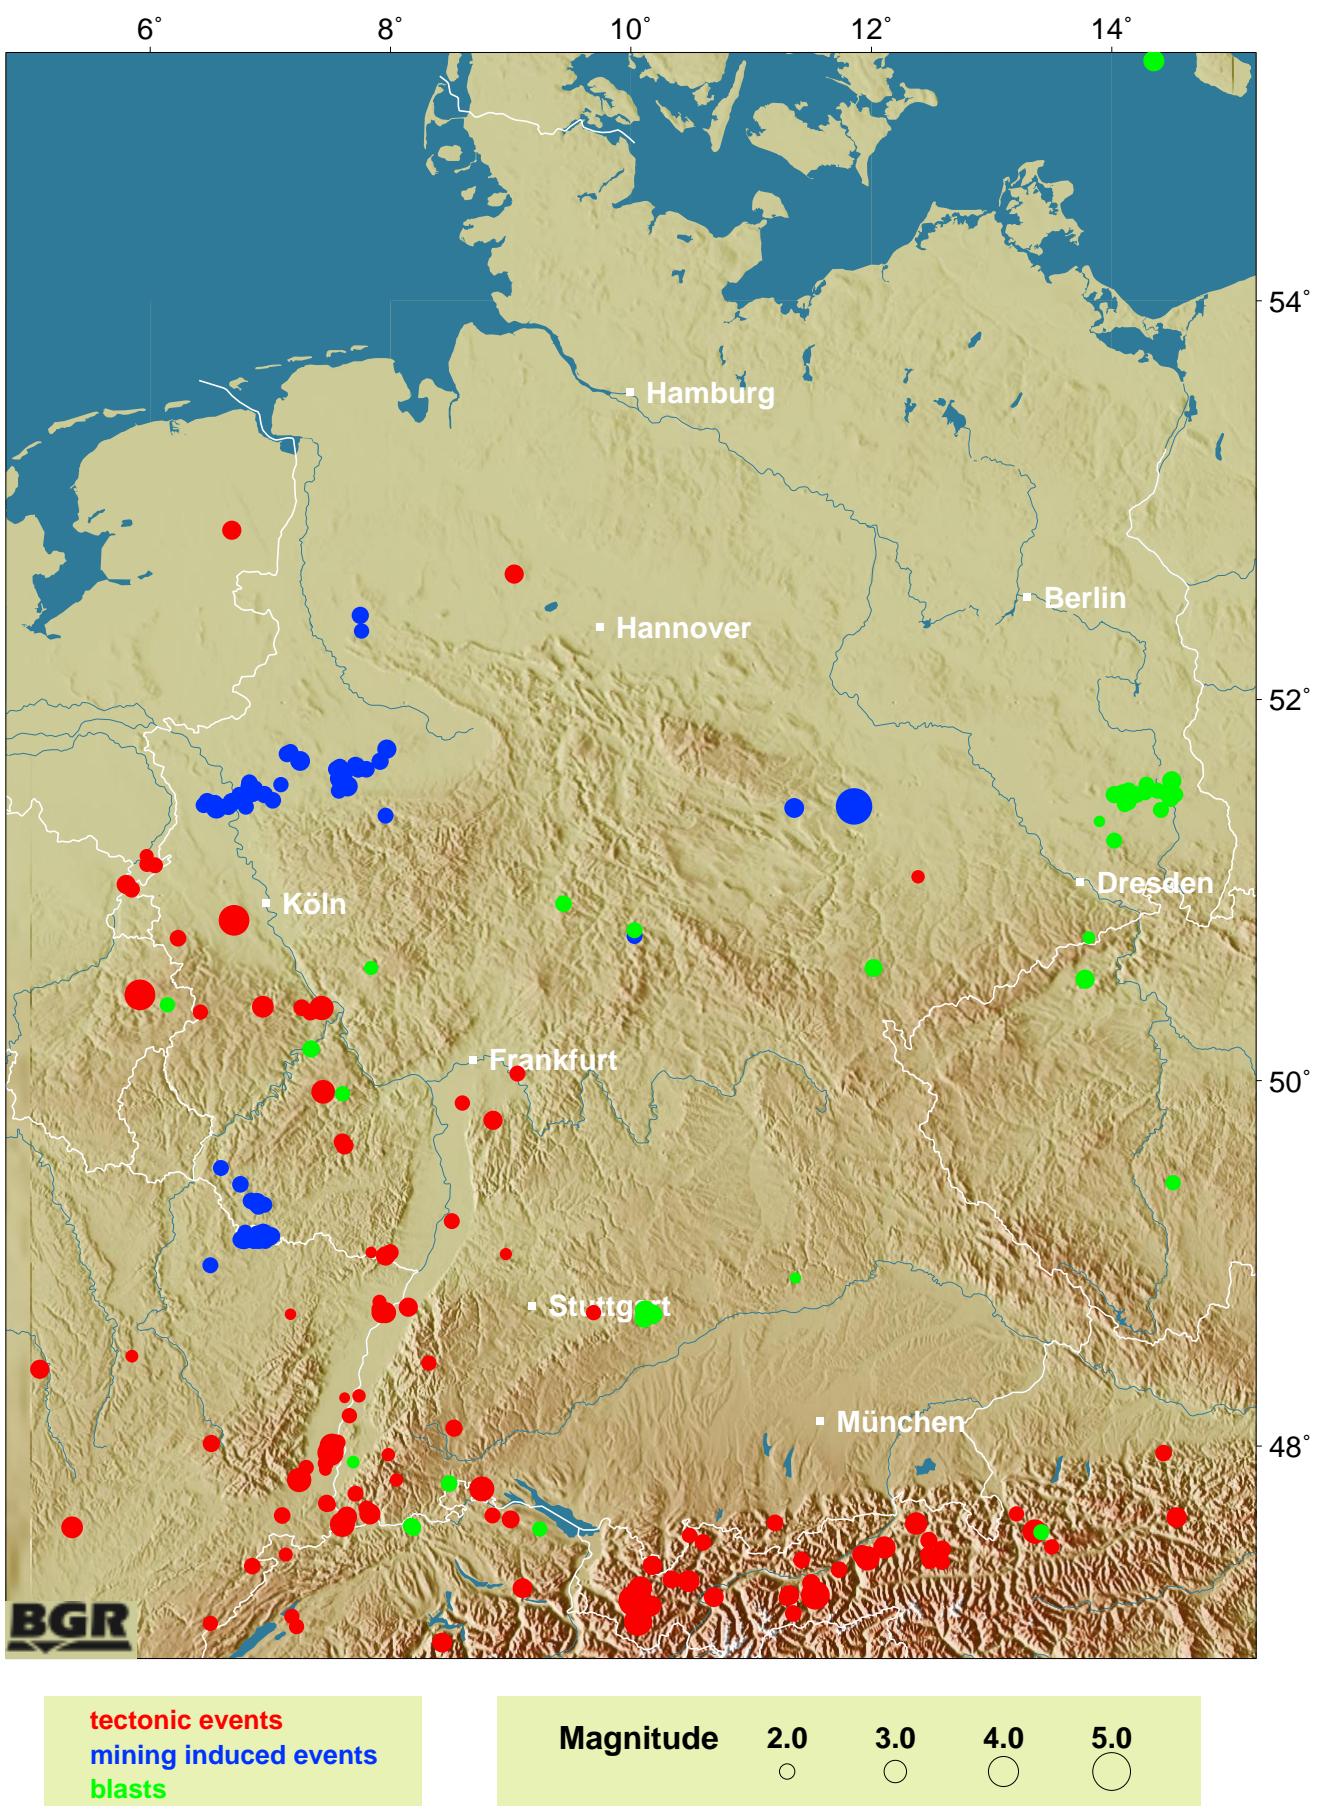 6° 8° 10° 12° 14°
54°
Hamburg
Berlin
Hannover
52°
Dresden
Köln
Frankfurt
50°
Stuttgart
München
48°
BGR
tectonic events
mining induced events
blasts
Magnitude 2.0 3.0 4.0 5.0